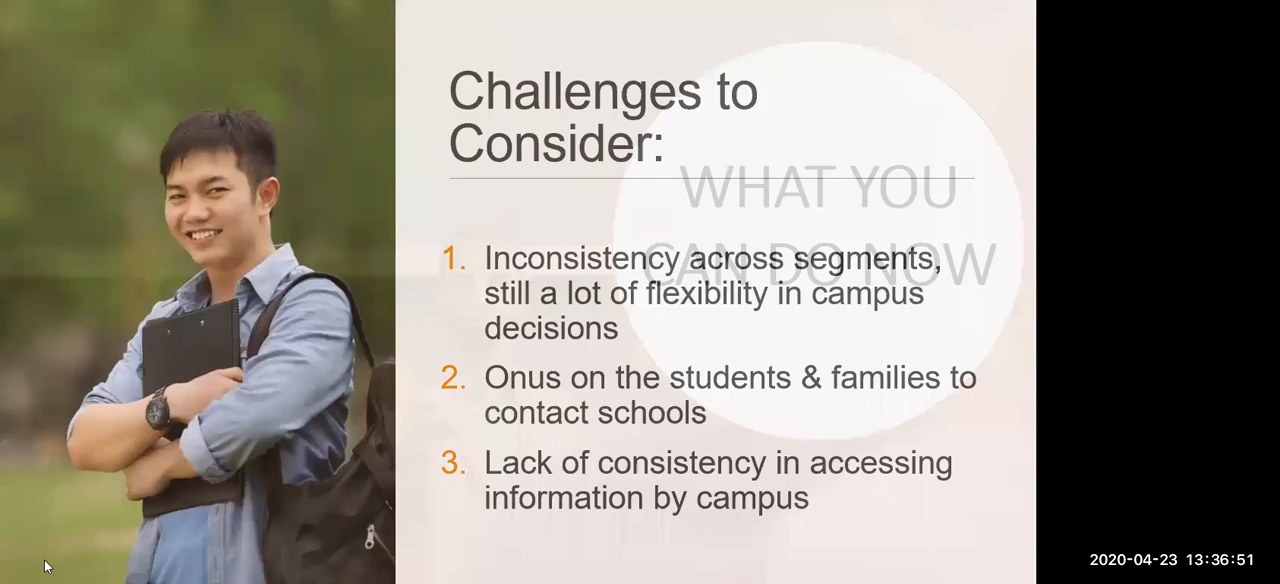 Challenges to
Consider:
WHAT YOU
CAN DO NOW
1. Inconsistency across segments,
still a lot of flexibility in campus
decisions
2. Onus on the students & families to
contact schools
3. Lack of consistency in accessing
information by campus
2020-04-23 13:36:51